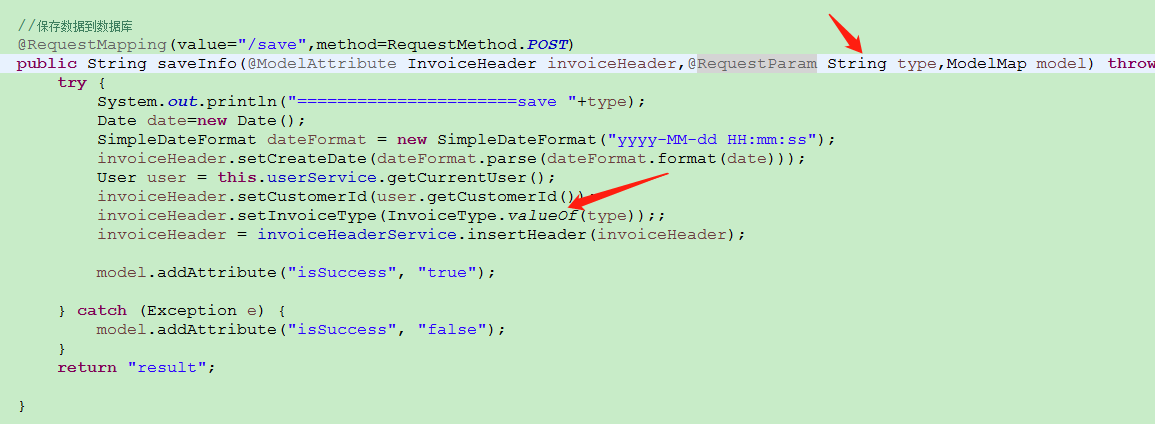 //保存数据到数据库
@RequestMapping(value="/save",method=RequestMethod.POST)
public String saveInfo(@ModelAttribute InvoiceHeader invoiceHeader,@RequestParam String type,ModelMap model) throw
try {
System.out.println("======================save "+type);
Date date=new Date();
SimpleDateFormat dateFormat = new SimpleDateFormat("yyyy-MM-dd HH:mm:ss");
invoiceHeader.setCreateDate(dateFormat.parse(dateFormat.format(date)));
User user = this.userService.getCurrentUser();
invoiceHeader.setCustomerId(user.getCustomerId());
invoiceHeader.setInvoiceType(InvoiceType.valueOf(type));;
invoiceHeader = invoiceHeaderService.insertHeader(invoiceHeader);
model.addAttribute("isSuccess", "true");
} catch (Exception e) {
model.addAttribute("isSuccess", "false");
}
return "result";
}